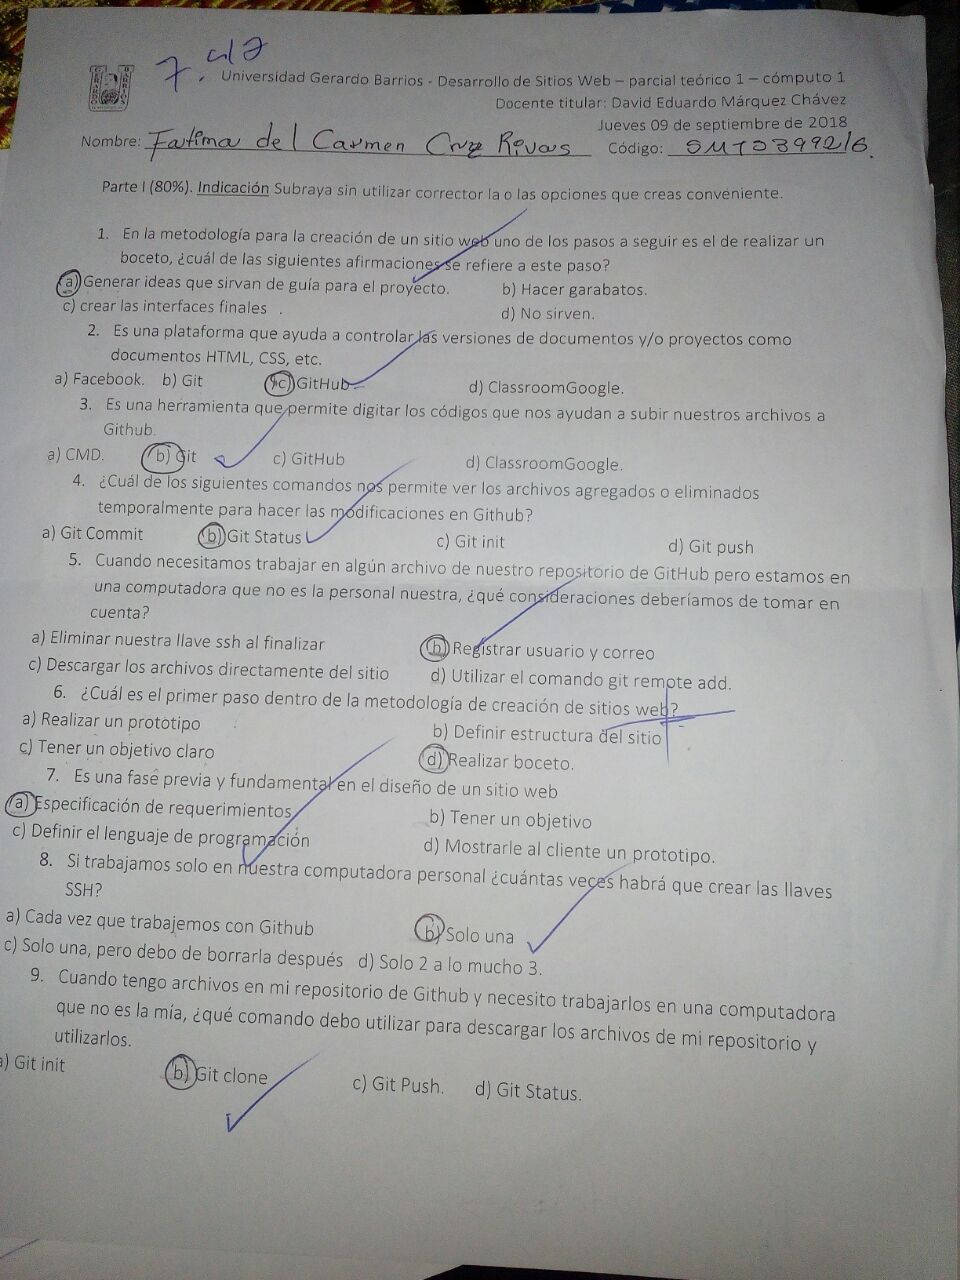 Universidad Gerardo Barrios - Desarrollo de Sitios Web – parcial teórico 1 – cómputo 1
Docente titular: David Eduardo Márquez Chávez
Jueves 09 de septiembre de 2018
Nombre: Fatima del Carmen Cruz Rivas Código: SMTD399216.
Parte I (80%). Indicación Subraya sin utilizar corrector la o las opciones que creas conveniente.
1. En la metodología para la creación de un sitio web uno de los pasos a seguir es el de realizar un
boceto, ¿cuál de las siguientes afirmaciones se refiere a este paso?
a) Generar ideas que sirvan de guía para el proyecto. b) Hacer garabatos.
c) crear las interfaces finales . d) No sirven.
2. Es una plataforma que ayuda a controlar las versiones de documentos y/o proyectos como
documentos HTML, CSS, etc.
a) Facebook. b) Git c) GitHub d) ClassroomGoogle.
3. Es una herramienta que permite digitar los códigos que nos ayudan a subir nuestros archivos a
Github.
a) CMD. b) Git c) GitHub d) ClassroomGoogle.
4. ¿Cuál de los siguientes comandos nos permite ver los archivos agregados o eliminados
temporalmente para hacer las modificaciones en Github?
a) Git Commit b) Git Status c) Git init d) Git push
5. Cuando necesitamos trabajar en algún archivo de nuestro repositorio de GitHub pero estamos en
una computadora que no es la personal nuestra, ¿qué consideraciones deberíamos de tomar en
cuenta?
a) Eliminar nuestra llave ssh al finalizar b) Registrar usuario y correo
c) Descargar los archivos directamente del sitio d) Utilizar el comando git remote add.
6. ¿Cuál es el primer paso dentro de la metodología de creación de sitios web?
a) Realizar un prototipo b) Definir estructura del sitio
c) Tener un objetivo claro d) Realizar boceto.
7. Es una fase previa y fundamental en el diseño de un sitio web
a) Especificación de requerimientos b) Tener un objetivo
c) Definir el lenguaje de programación d) Mostrarle al cliente un prototipo.
8. Si trabajamos solo en nuestra computadora personal ¿cuántas veces habrá que crear las llaves
SSH?
a) Cada vez que trabajemos con Github b) Solo una
c) Solo una, pero debo de borrarla después d) Solo 2 a lo mucho 3.
9. Cuando tengo archivos en mi repositorio de Github y necesito trabajarlos en una computadora
que no es la mía, ¿qué comando debo utilizar para descargar los archivos de mi repositorio y
utilizarlos.
a) Git init b) Git clone c) Git Push. d) Git Status.